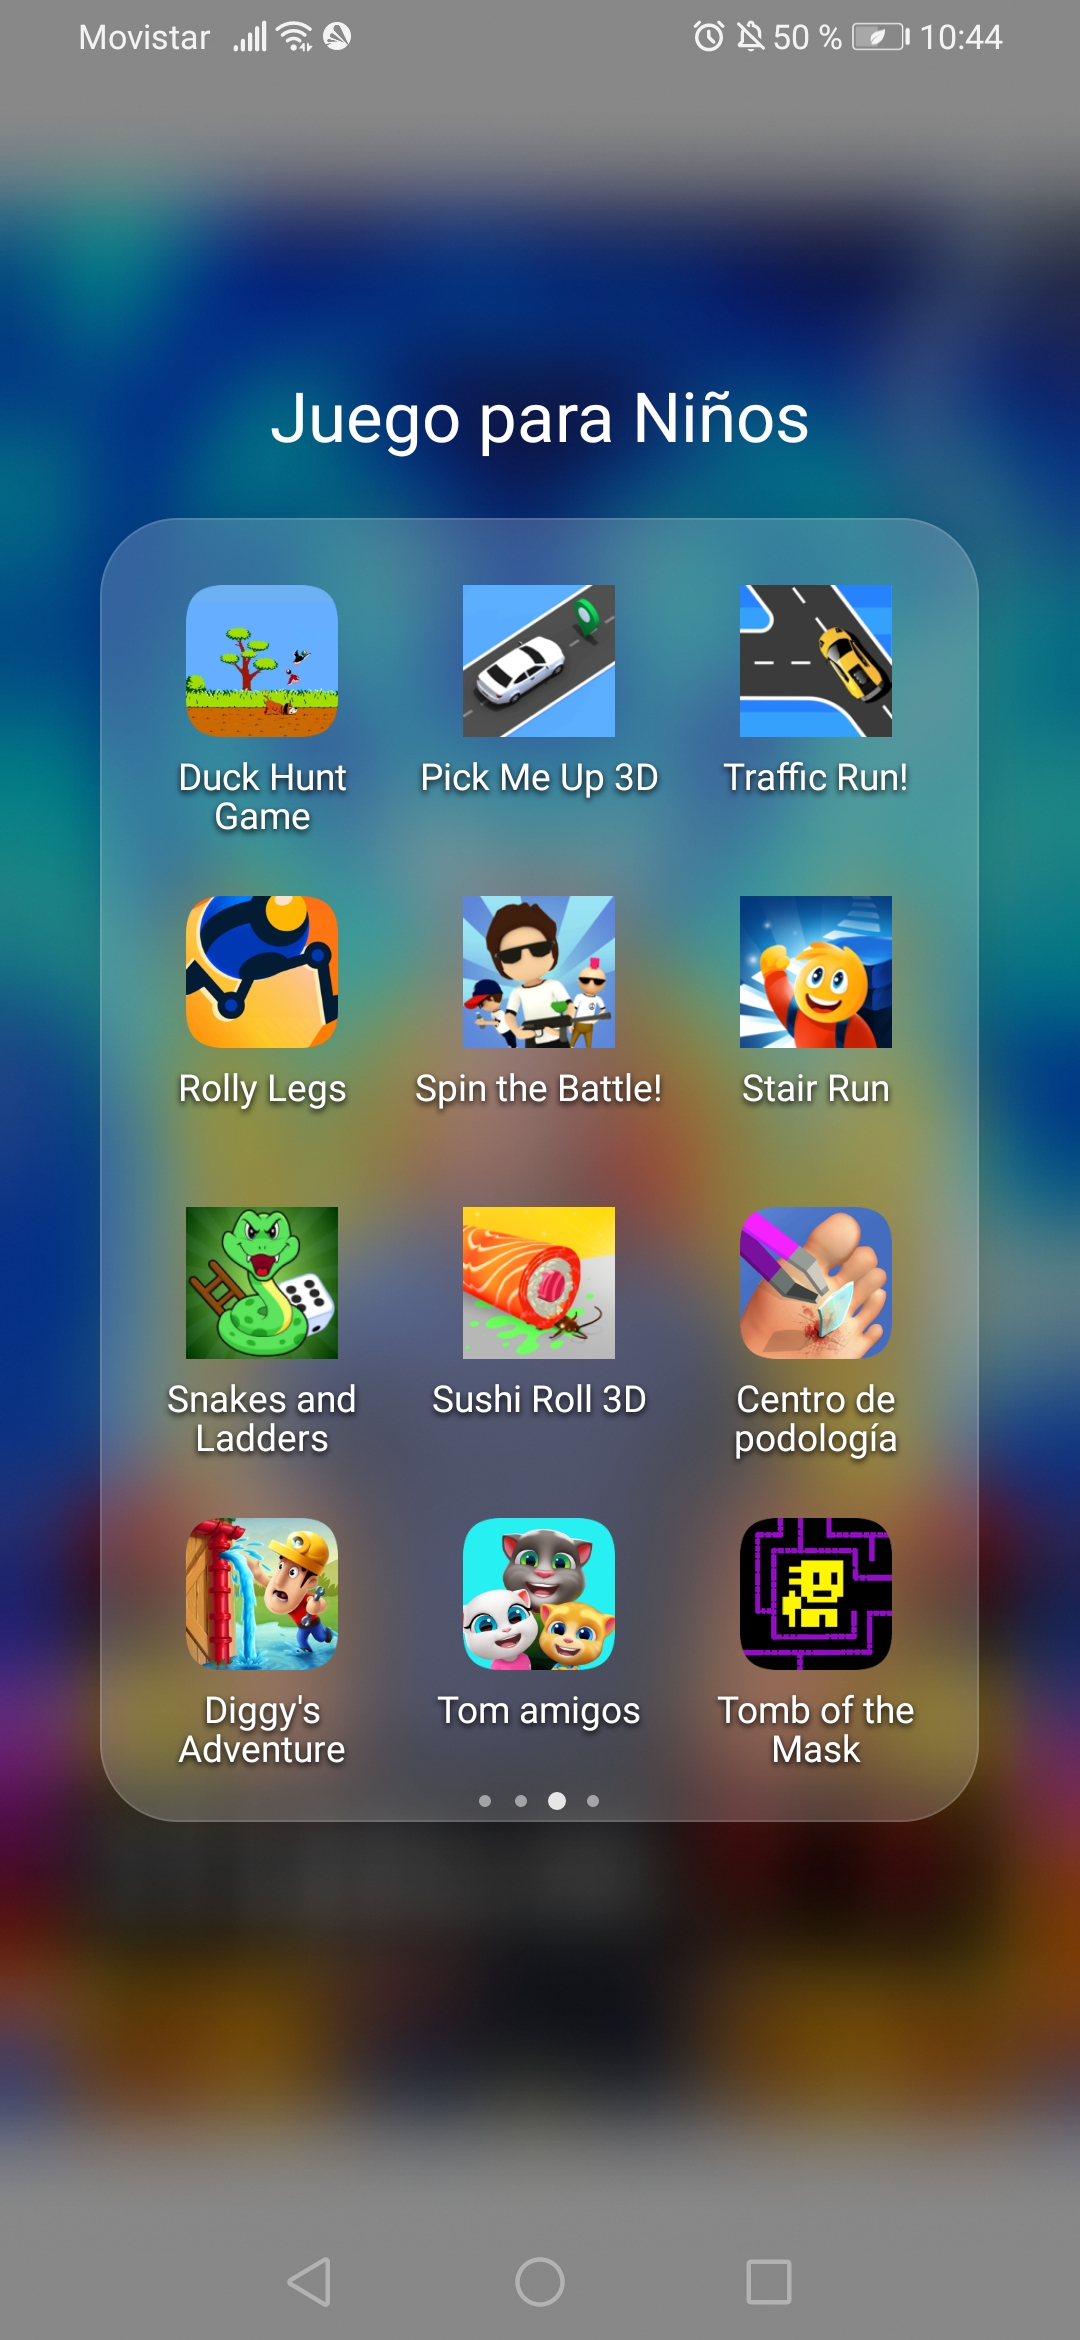 Movistar 50 % 10:44
Juego para Niños
Duck Hunt Game
Pick Me Up 3D
Traffic Run!
Rolly Legs
Spin the Battle!
Stair Run
Snakes and Ladders
Sushi Roll 3D
Centro de podología
Diggy's Adventure
Tom amigos
Tomb of the Mask